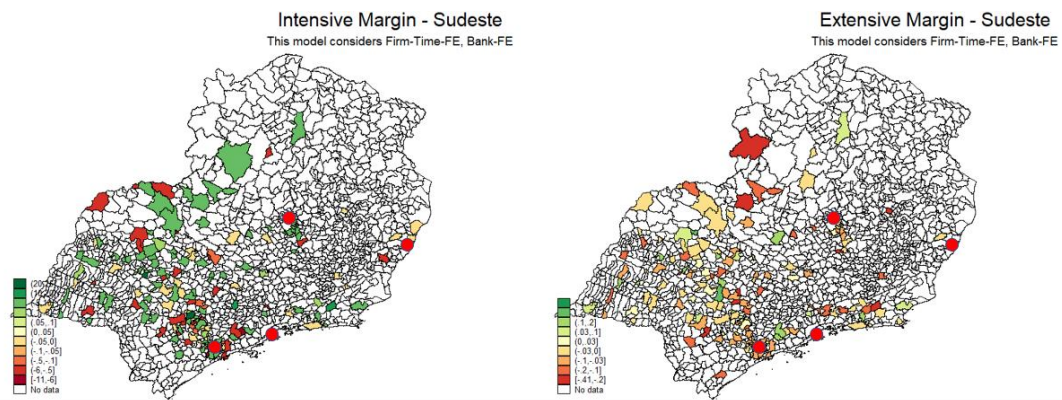 Intensive Margin - Sudeste
This model considers Firm-Time-FE, Bank-FE
(.05,.1]
(0,.05]
(-.05,0]
(-.1,-.05]
(-.5,-.1]
(-6,-.5]
[-11,-6]
No data
Extensive Margin - Sudeste
This model considers Firm-Time-FE, Bank-FE
(.1,.2]
(.03,.1]
(0,.03]
(-.03,0]
(-.1,-.03]
(-.2,-.1]
[-.41,-.2]
No data